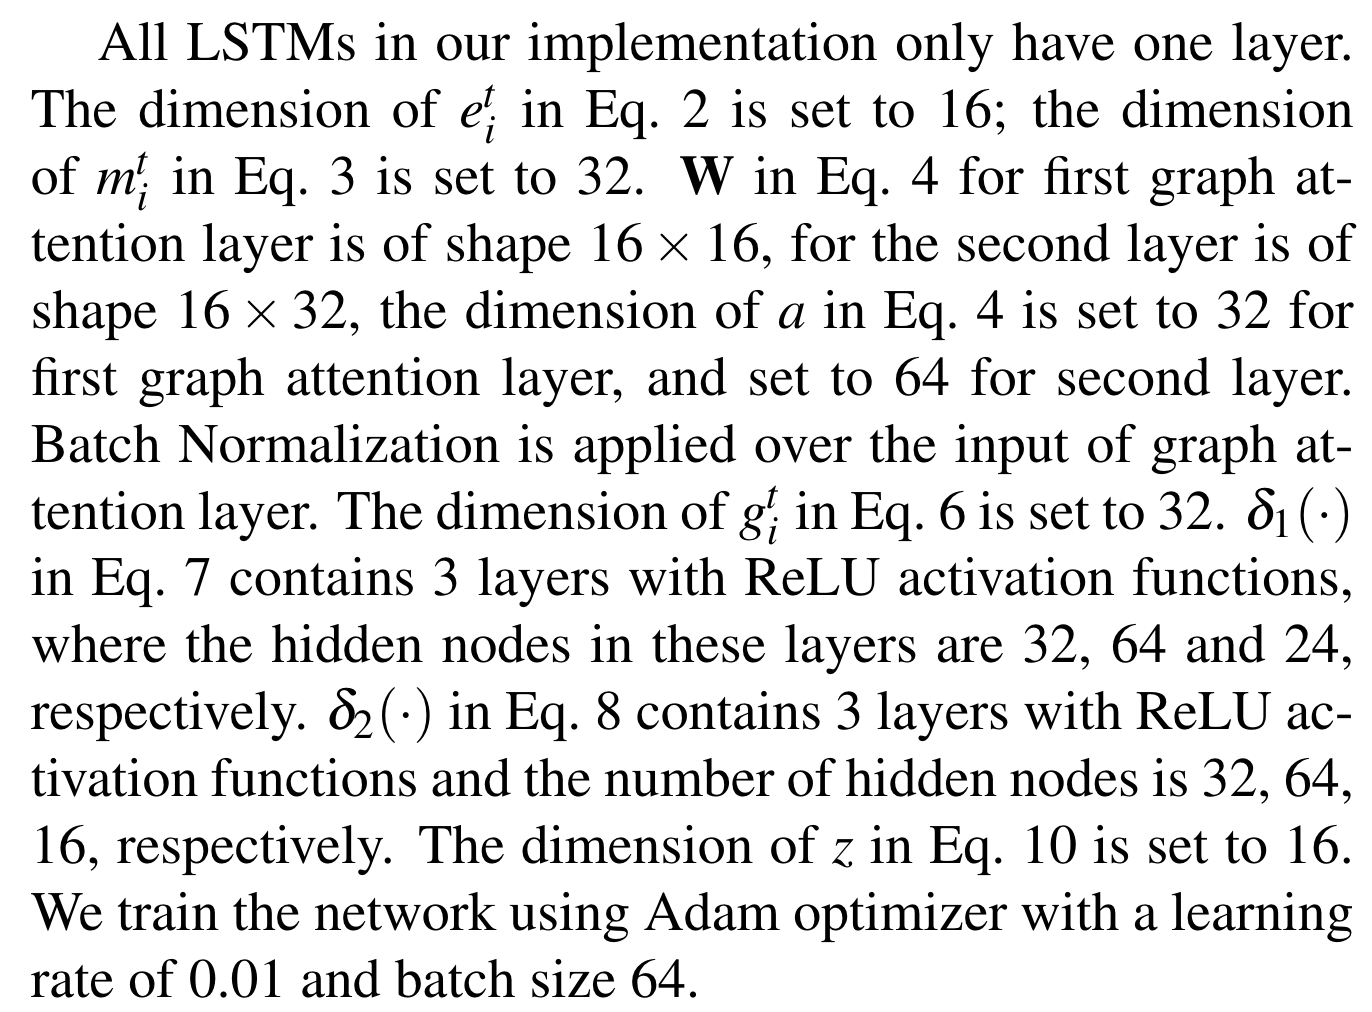 All LSTMs in our implementation only have one layer.
The dimension of $e_i^t$ in Eq. 2 is set to 16; the dimension
of $m_i^t$ in Eq. 3 is set to 32. W in Eq. 4 for first graph at-
tention layer is of shape 16 × 16, for the second layer is of
shape 16 × 32, the dimension of a in Eq. 4 is set to 32 for
first graph attention layer, and set to 64 for second layer.
Batch Normalization is applied over the input of graph at-
tention layer. The dimension of $g_i^t$ in Eq. 6 is set to 32. $\delta_1(\cdot)$
in Eq. 7 contains 3 layers with ReLU activation functions,
where the hidden nodes in these layers are 32, 64 and 24,
respectively. $\delta_2(\cdot)$ in Eq. 8 contains 3 layers with ReLU ac-
tivation functions and the number of hidden nodes is 32, 64,
16, respectively. The dimension of z in Eq. 10 is set to 16.
We train the network using Adam optimizer with a learning
rate of 0.01 and batch size 64.